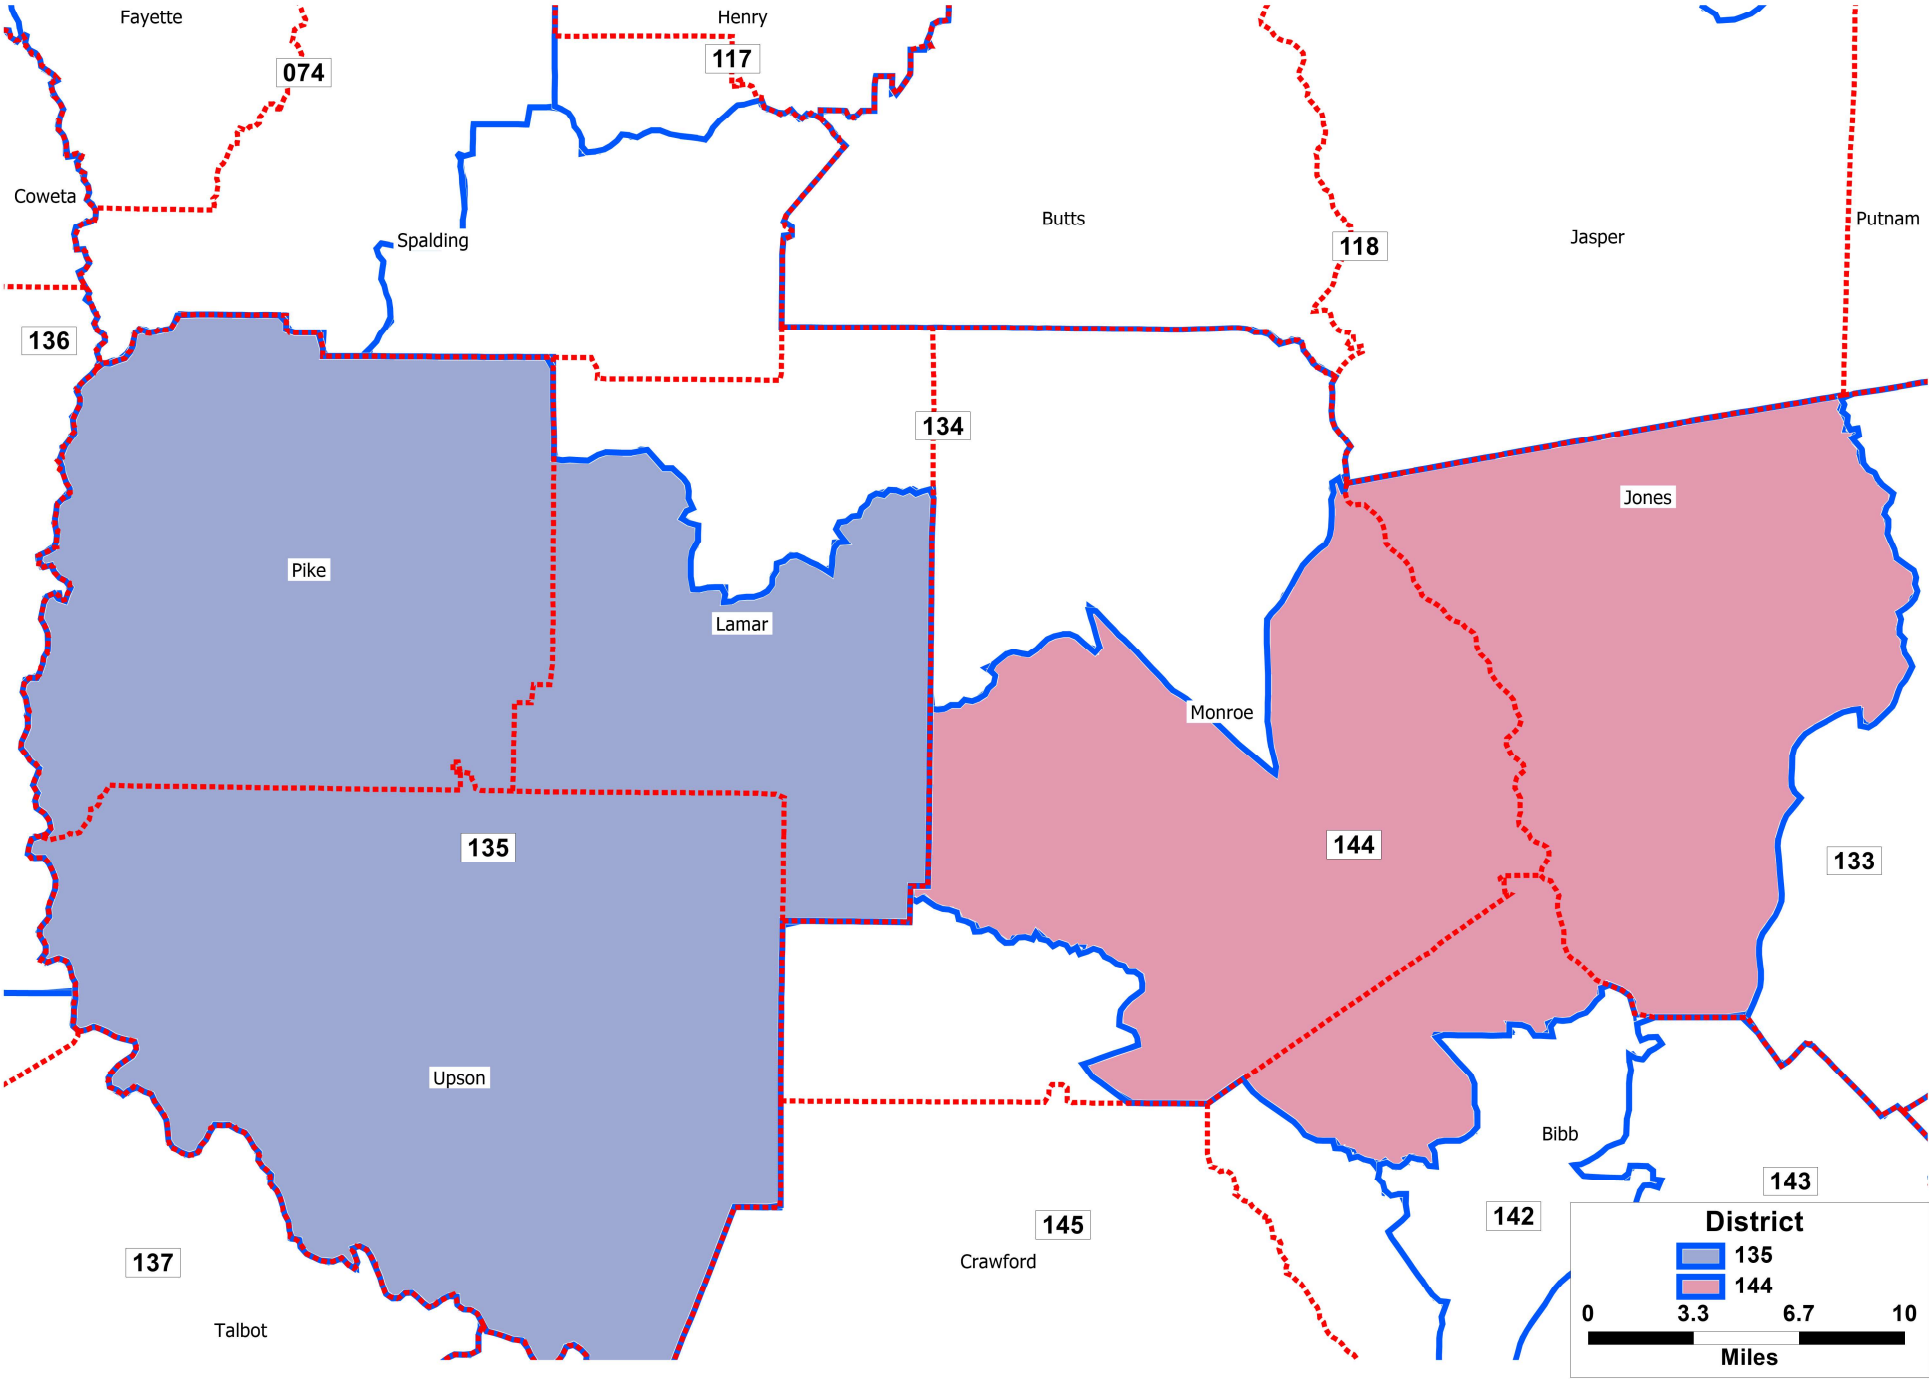 Fayette
Henry
117
074
Coweta
Spalding
Butts
118
Jasper
Putnam
136
134
Jones
Pike
Lamar
Monroe
135
144
133
Upson
Bibb
143
142
145
137
Crawford
Talbot
District
135
144
0 3.3 6.7 10
Miles